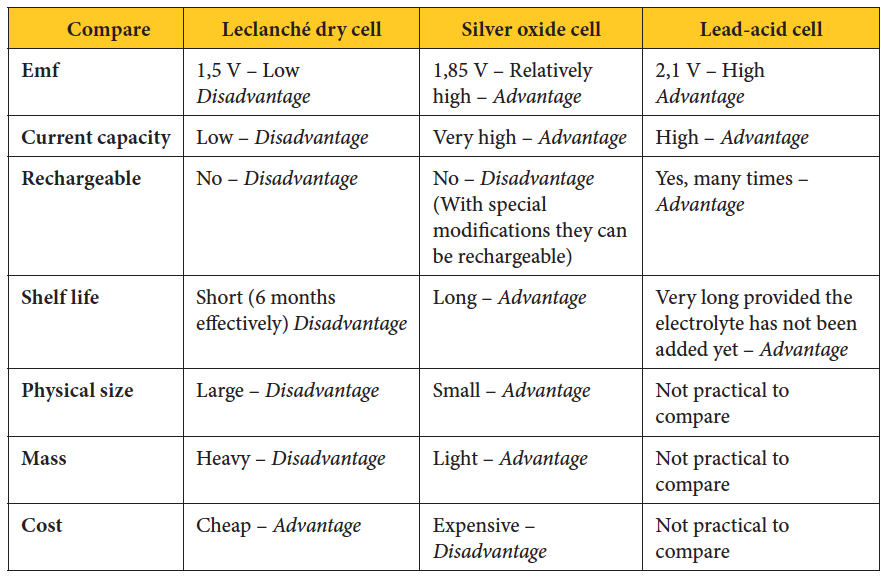 Compare Leclanché dry cell Silver oxide cell Lead-acid cell
Emf
1,5 V – Low
Disadvantage
1,85 V – Relatively
high – Advantage
2,1 V – High
Advantage
Current capacity
Low – Disadvantage
Very high – Advantage
High – Advantage
Rechargeable
No – Disadvantage
No – Disadvantage
(With special
modifications they can
be rechargeable)
Yes, many times –
Advantage
Shelf life
Short (6 months
effectively) Disadvantage
Long – Advantage
Very long provided the
electrolyte has not been
added yet – Advantage
Physical size
Large – Disadvantage
Small – Advantage
Not practical to
compare
Mass
Heavy – Disadvantage
Light – Advantage
Not practical to
compare
Cost
Cheap – Advantage
Expensive –
Disadvantage
Not practical to
compare